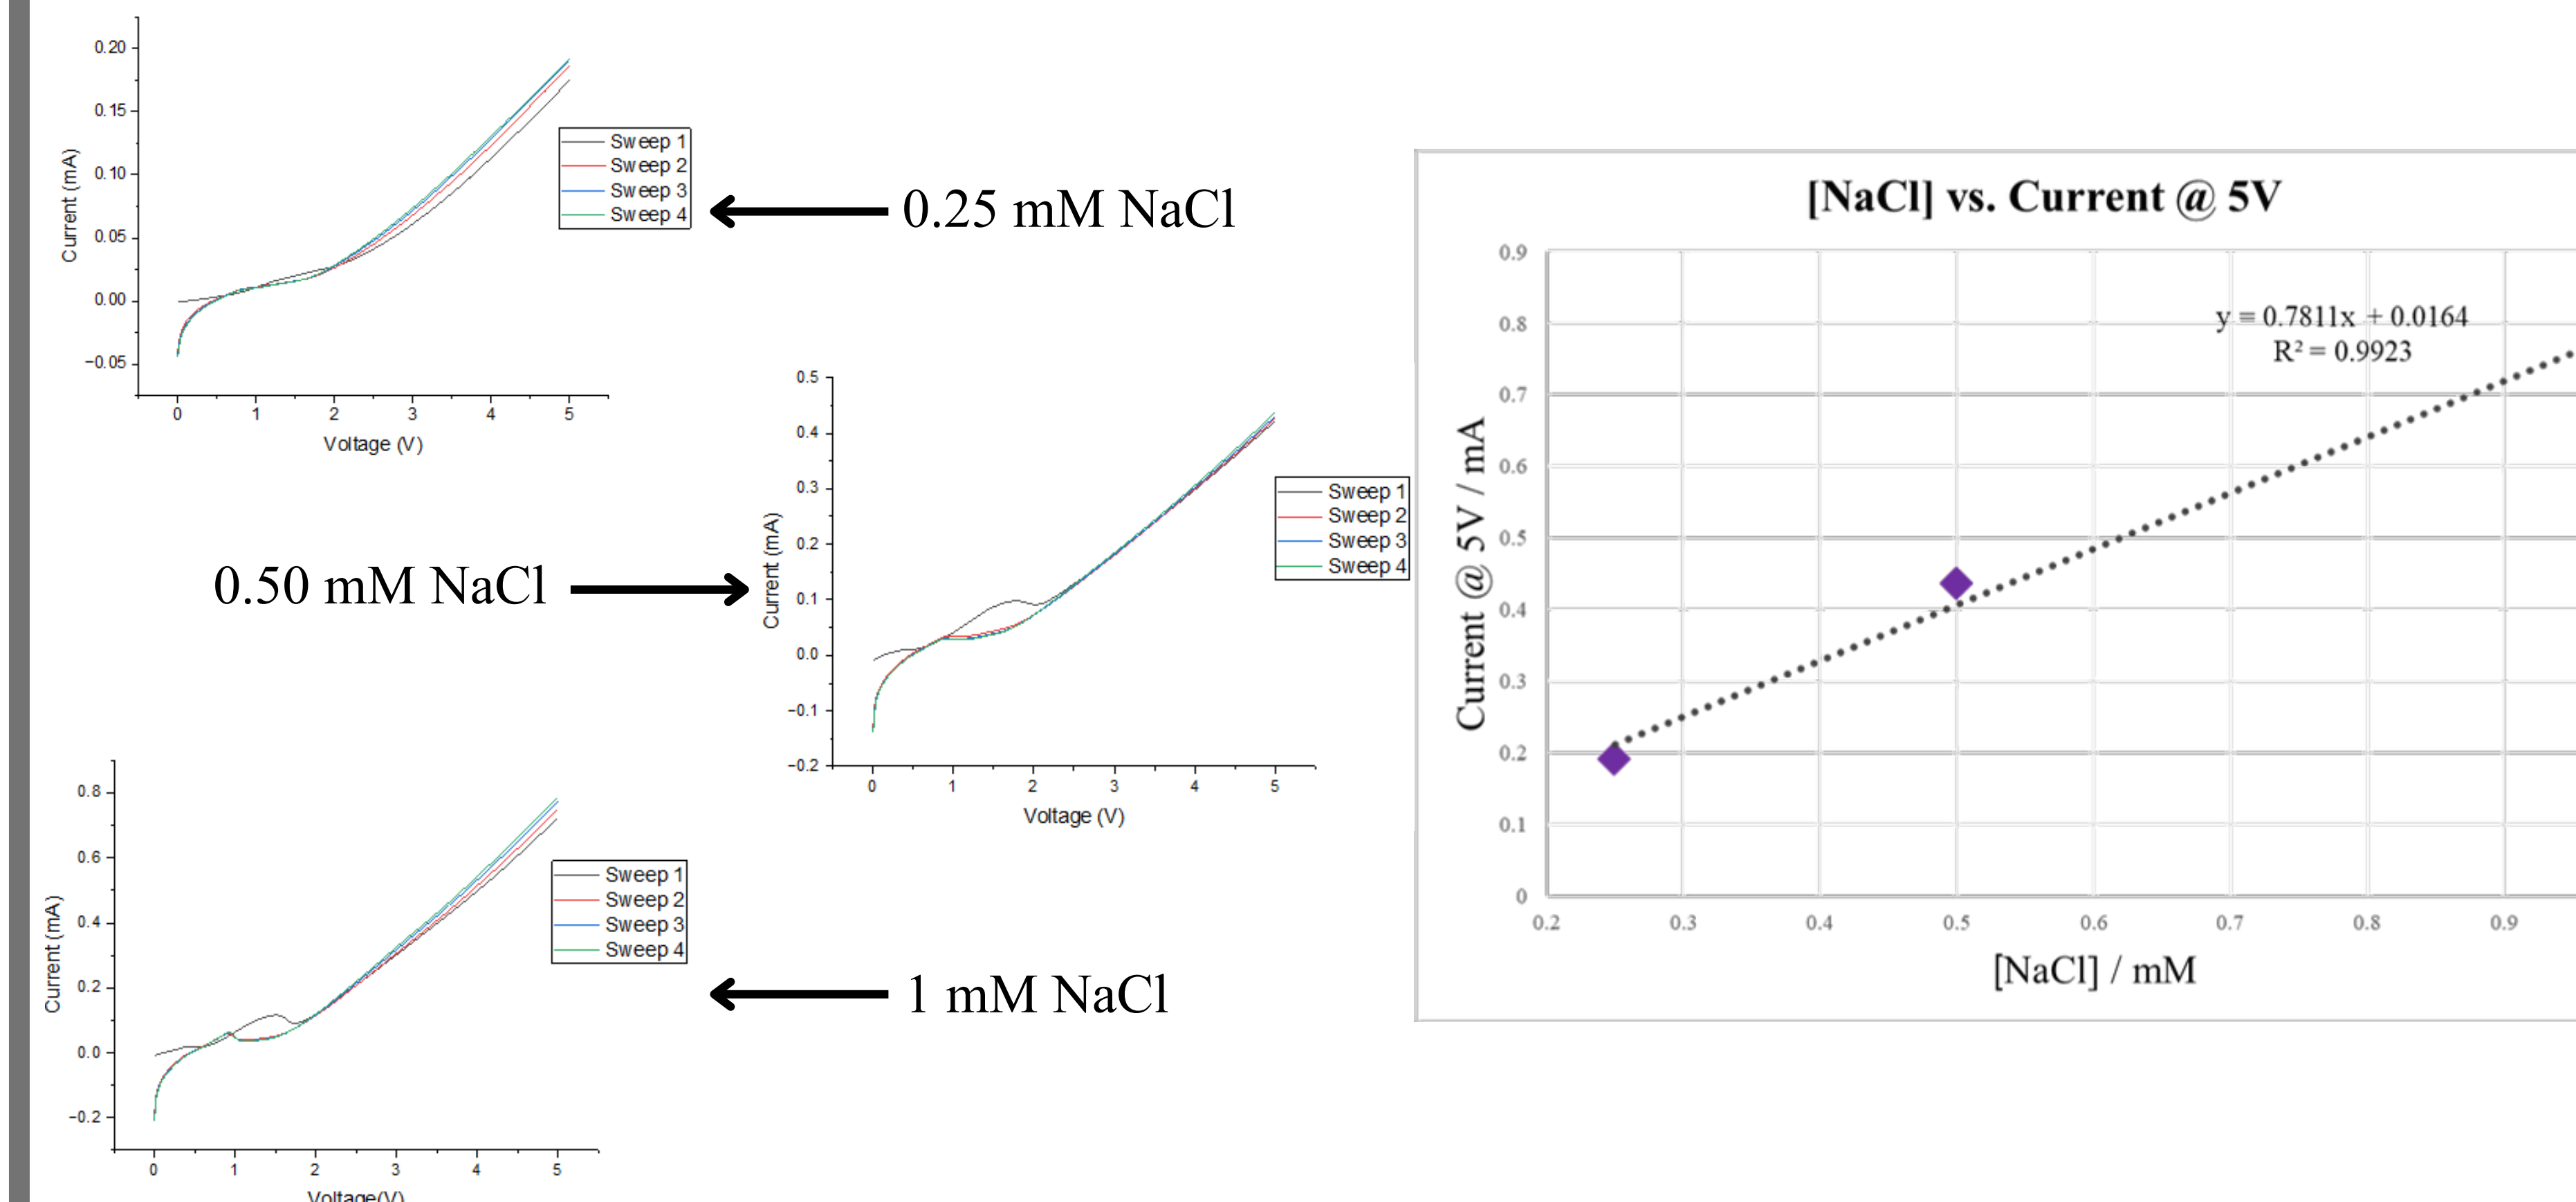 0.20
0.15
0.10
0.05
0.00
−0.05
Current (mA)
0 1 2 3 4 5
Voltage (V)
Sweep 1
Sweep 2
Sweep 3
Sweep 4
0.25 mM NaCl
0.50 mM NaCl
0.5
0.4
0.3
0.2
0.1
0.0
−0.1
−0.2
Current (mA)
0 1 2 3 4 5
Voltage (V)
Sweep 1
Sweep 2
Sweep 3
Sweep 4
0.8
0.6
0.4
0.2
0.0
−0.2
Current (mA)
0 1 2 3 4 5
Voltage(V)
Sweep 1
Sweep 2
Sweep 3
Sweep 4
1 mM NaCl
[NaCl] vs. Current @ 5V
y = 0.7811x + 0.0164
R² = 0.9923
0.9
0.8
0.7
0.6
0.5
0.4
0.3
0.2
0.1
0
Current @ 5V / mA
0.2 0.3 0.4 0.5 0.6 0.7 0.8 0.9
[NaCl] / mM